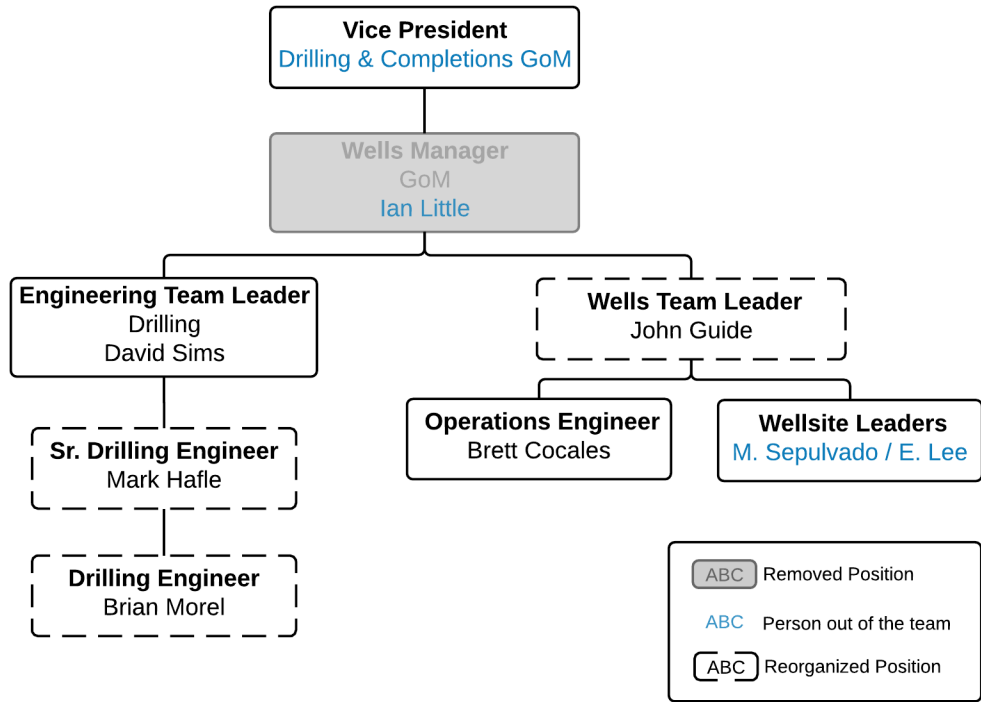 Vice President
Drilling & Completions GoM
Wells Manager
GoM
Ian Little
Engineering Team Leader
Drilling
David Sims
Wells Team Leader
John Guide
Sr. Drilling Engineer
Mark Hafle
Operations Engineer
Brett Cocales
Wellsite Leaders
M. Sepulvado / E. Lee
Drilling Engineer
Brian Morel
ABC Removed Position
ABC Person out of the team
ABC Reorganized Position